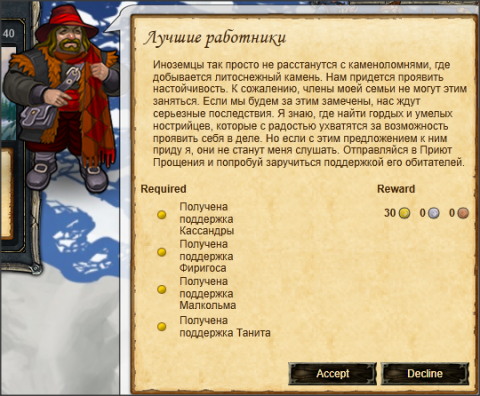 40
Лучшие работники
Иноземцы так просто не расстанутся с каменоломнями, где
добывается литоснежный камень. Нам придется проявить
настойчивость. К сожалению, члены моей семьи не могут этим
заняться. Если мы будем за этим замечены, нас ждут
серьезные последствия. Я знаю, где найти гордых и умелых
нострийцев, которые с радостью ухватятся за возможность
проявить себя в деле. Но если с этим предложением к ним
приду я, они не станут меня слушать. Отправляйся в Приют
Прощения и попробуй заручиться поддержкой его обитателей.
Required Reward
Получена 30 0 0
поддержка
Кассандры
Получена
поддержка
Фиригоса
Получена
поддержка
Малкольма
Получена
поддержка Танита
Accept Decline